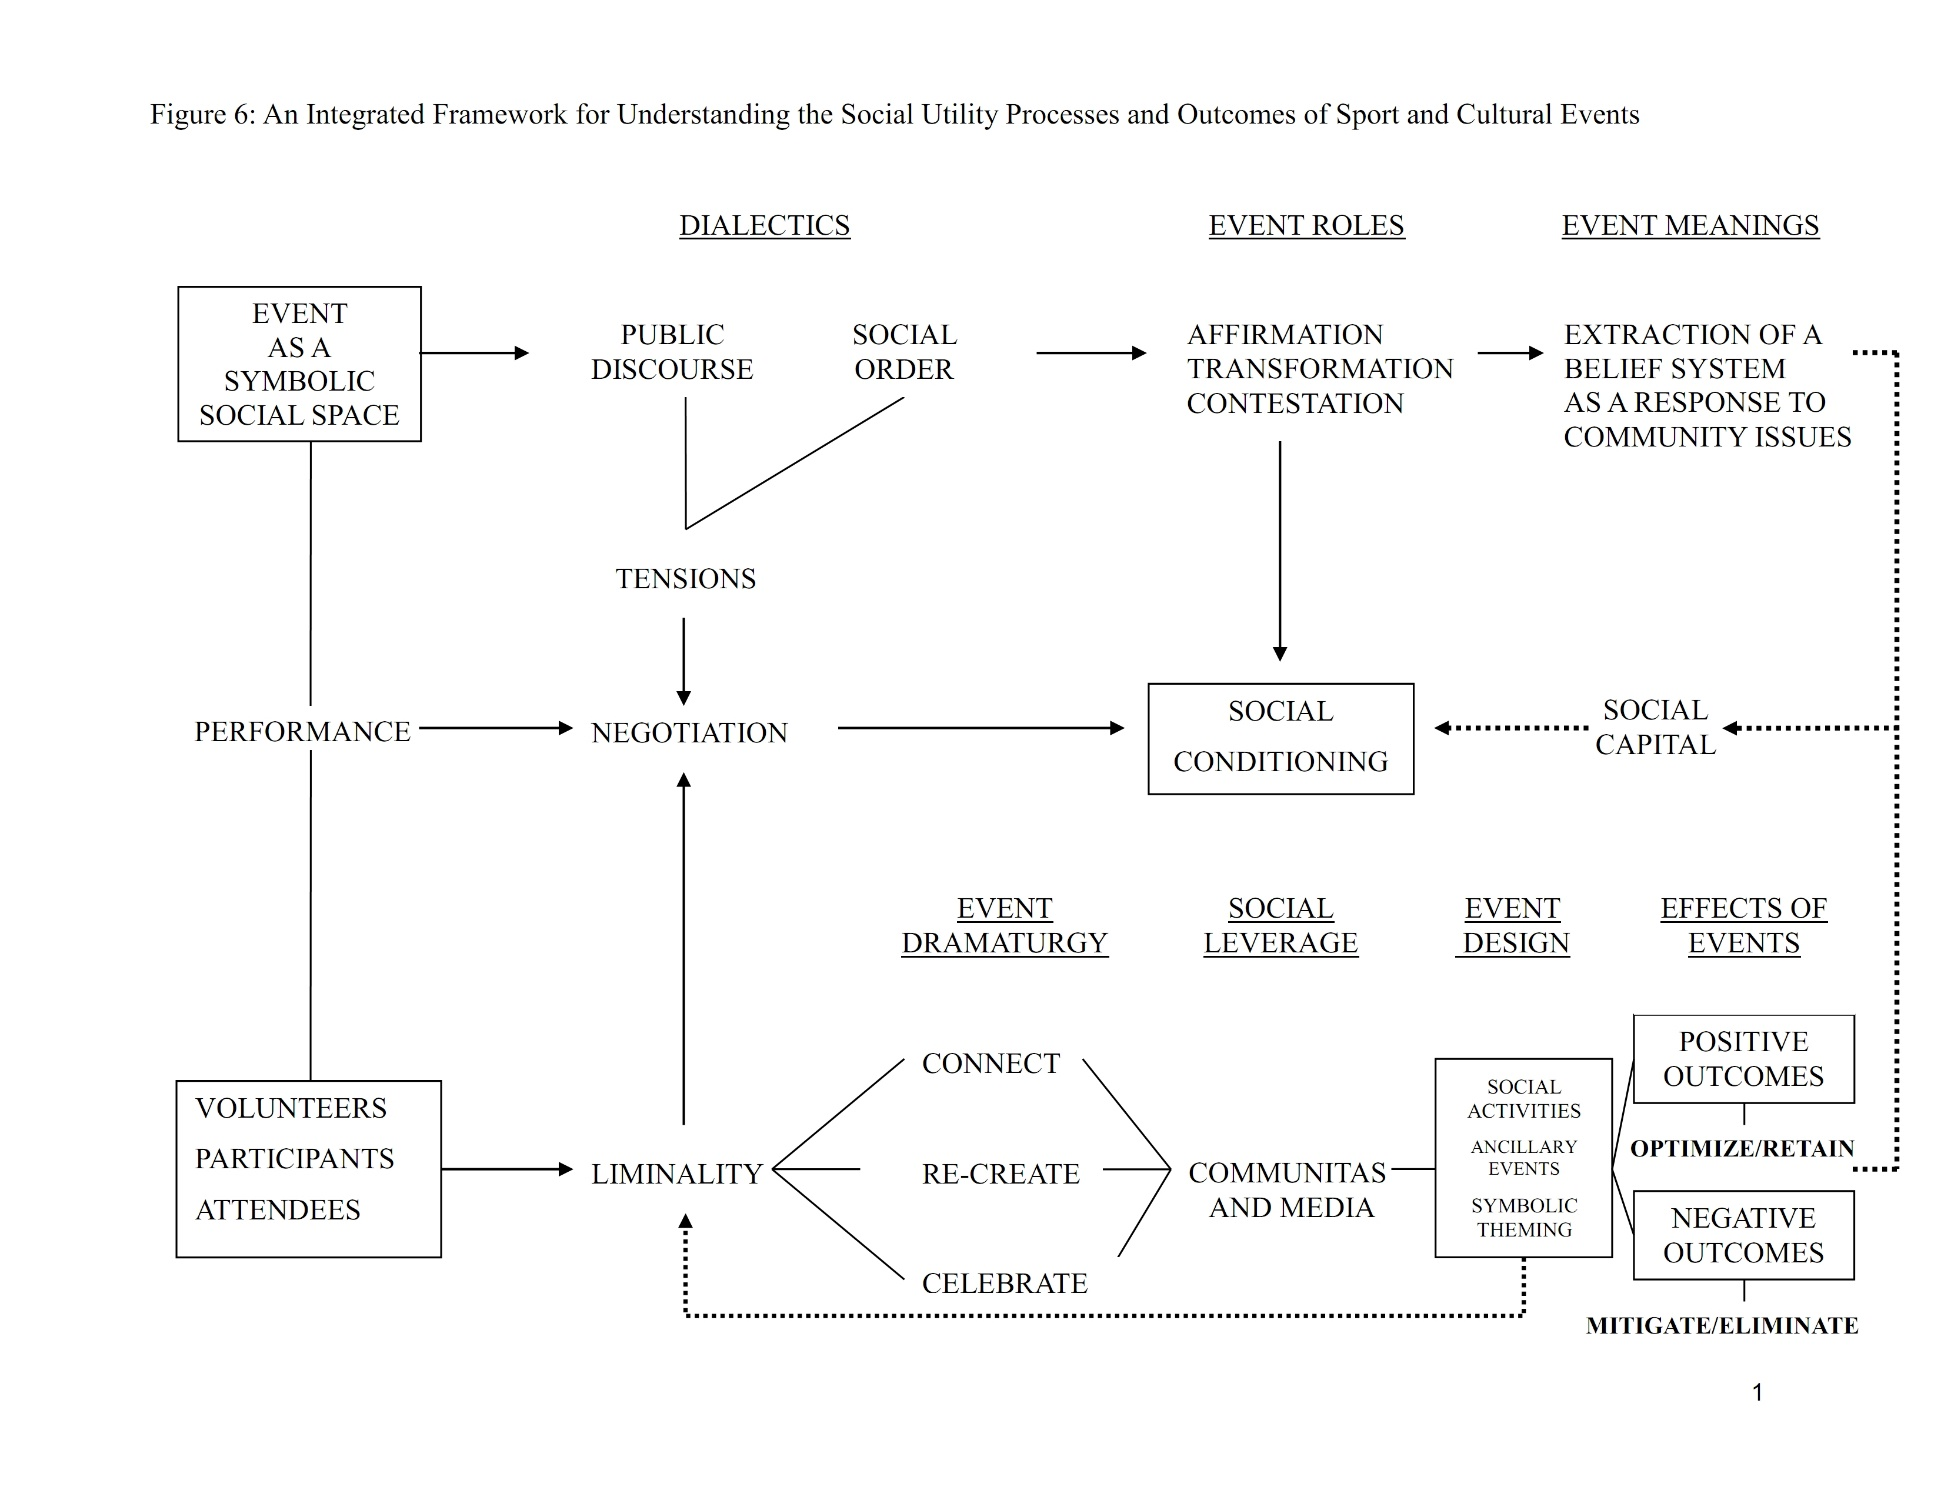 Figure 6: An Integrated Framework for Understanding the Social Utility Processes and Outcomes of Sport and Cultural Events
DIALECTICS
EVENT ROLES
EVENT MEANINGS
EVENT
AS A
SYMBOLIC
SOCIAL SPACE
PUBLIC
DISCOURSE
SOCIAL
ORDER
AFFIRMATION
TRANSFORMATION
CONTESTATION
EXTRACTION OF A
BELIEF SYSTEM
AS A RESPONSE TO
COMMUNITY ISSUES
TENSIONS
PERFORMANCE
NEGOTIATION
SOCIAL
CONDITIONING
SOCIAL
CAPITAL
EVENT
DRAMATURGY
SOCIAL
LEVERAGE
EVENT
DESIGN
EFFECTS OF
EVENTS
VOLUNTEERS
PARTICIPANTS
ATTENDEES
LIMINALITY
CONNECT
RE-CREATE
CELEBRATE
COMMUNITAS
AND MEDIA
SOCIAL
ACTIVITIES
ANCILLARY
EVENTS
SYMBOLIC
THEMING
POSITIVE
OUTCOMES
OPTIMIZE/RETAIN
NEGATIVE
OUTCOMES
MITIGATE/ELIMINATE
1